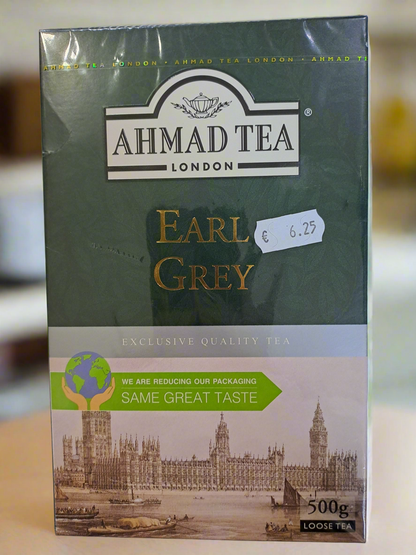 AHMAD TEA LONDON • AHMAD TEA LONDON • AHMAD TE
AHMAD TEA ®
LONDON
EARL
€ 6.25
GREY
EXCLUSIVE QUALITY TEA
WE ARE REDUCING OUR PACKAGING
SAME GREAT TASTE
500g
LOOSE TEA